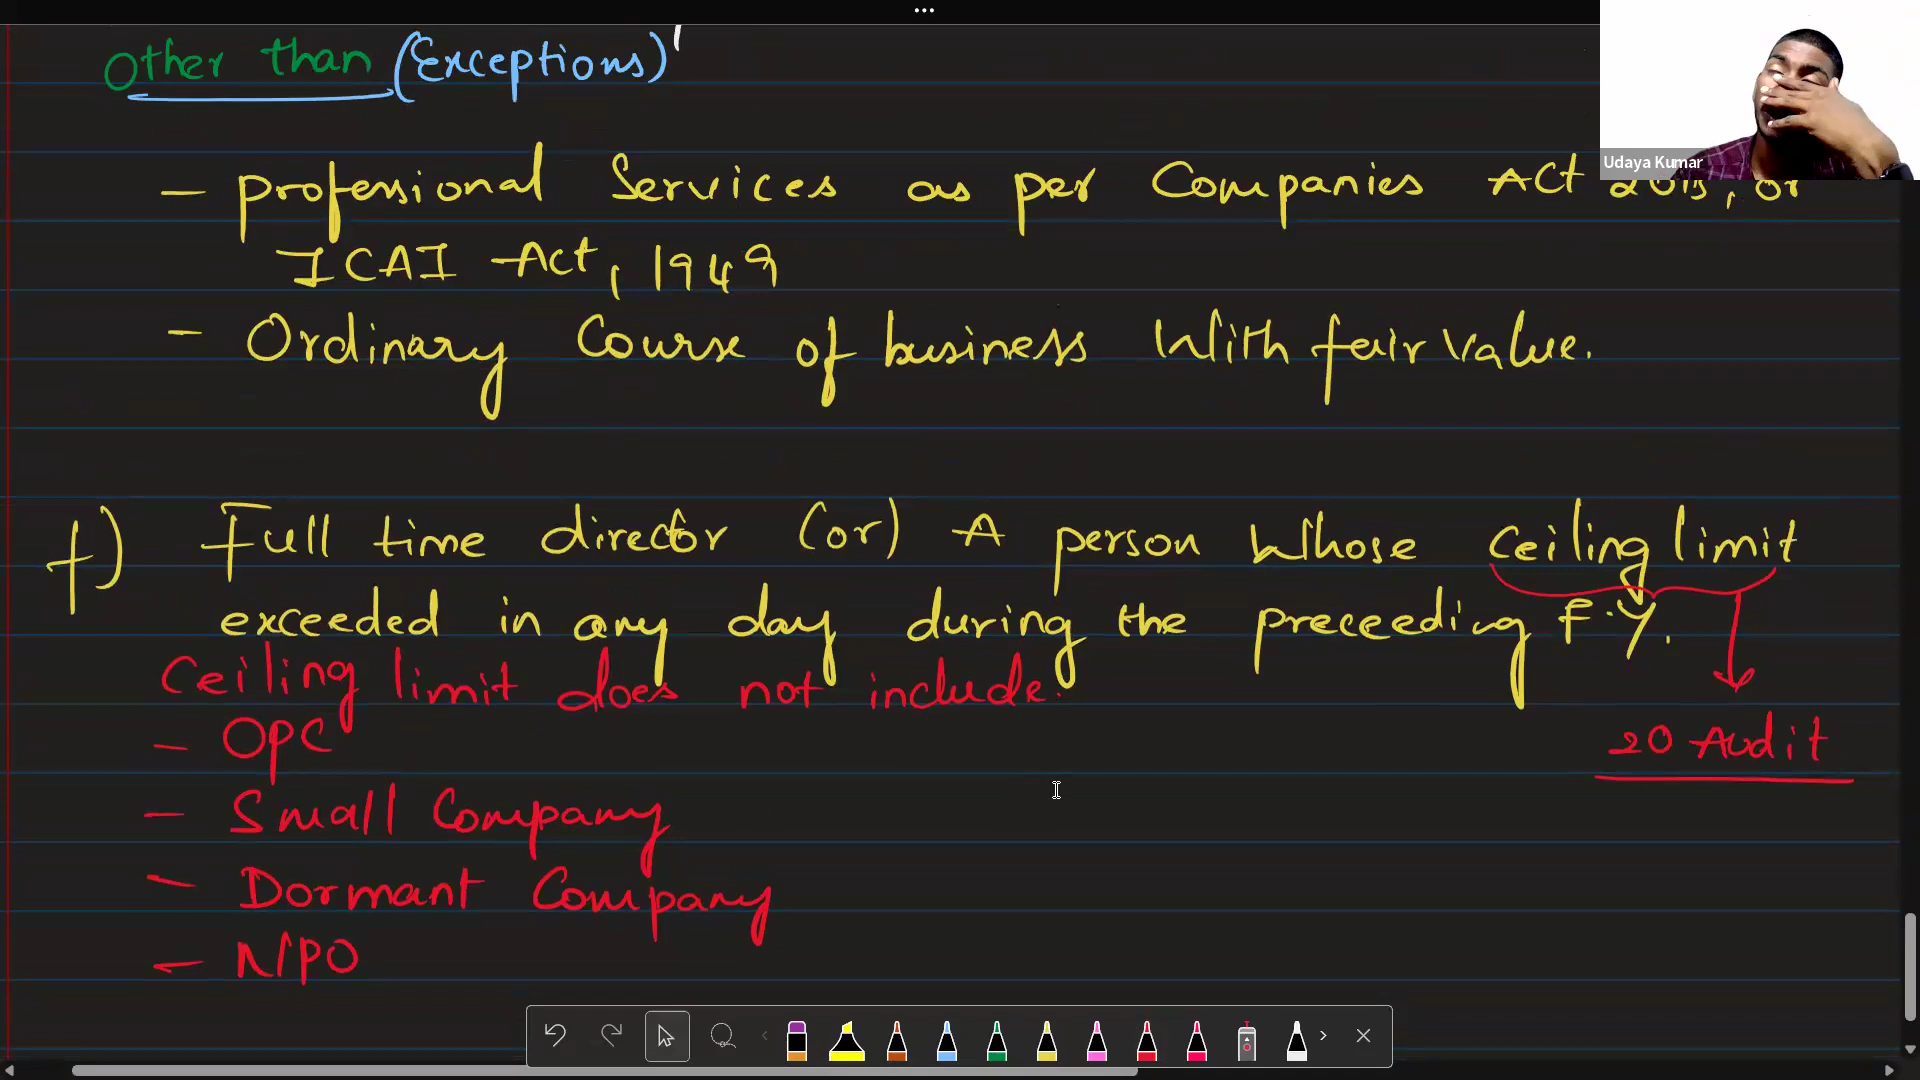 Other than (Exceptions)
Udaya Kumar
- Professional Services as per Companies Act 2013, or
ICAI Act, 1949
- Ordinary Course of business With fair Value.
f) Full time director (or) A person Whose Ceiling limit
exceeded in any day during the preceeding F.Y.
Ceiling limit does not include.
- OPC
20 Audit
- Small Company
- Dormant Company
- NPO